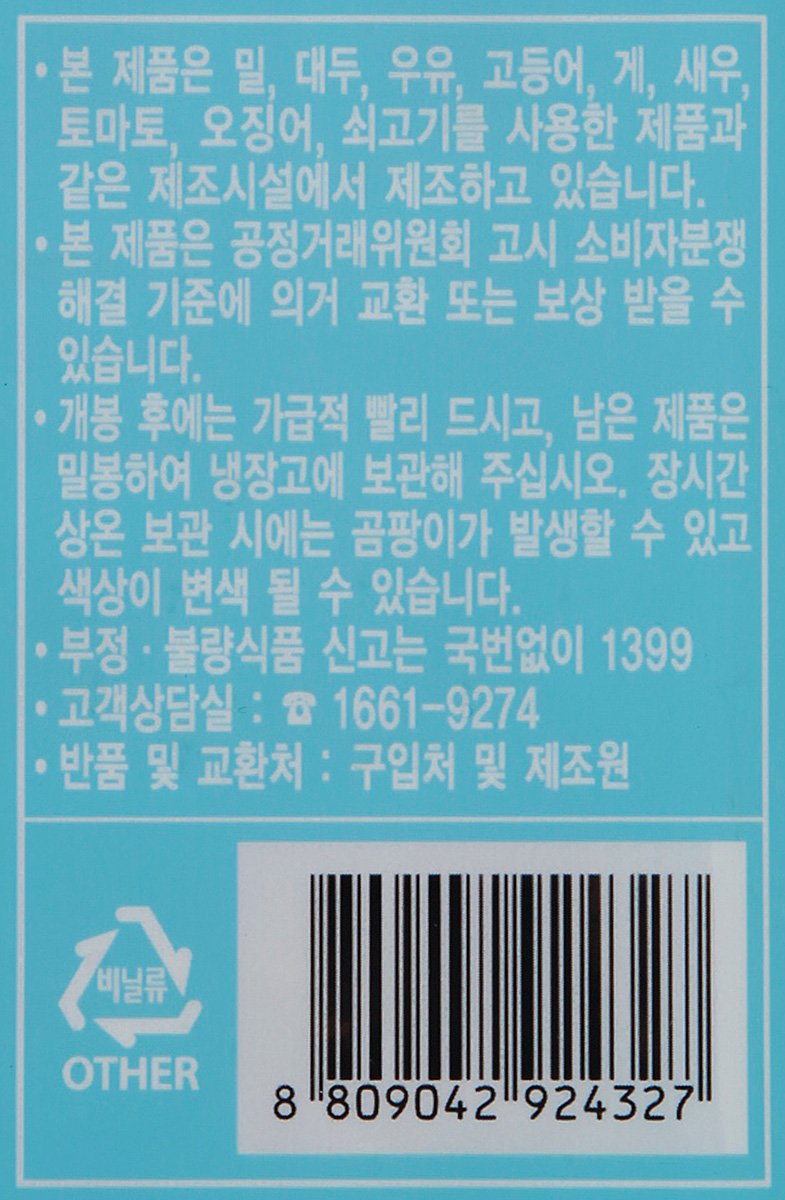 • 본 제품은 밀, 대두, 우유, 고등어, 게, 새우,
토마토, 오징어, 쇠고기를 사용한 제품과
같은 제조시설에서 제조하고 있습니다.
• 본 제품은 공정거래위원회 고시 소비자분쟁
해결 기준에 의거 교환 또는 보상 받을 수
있습니다.
• 개봉 후에는 가급적 빨리 드시고, 남은 제품은
밀봉하여 냉장고에 보관해 주십시오. 장시간
상온 보관 시에는 곰팡이가 발생할 수 있고
색상이 변색 될 수 있습니다.
• 부정 · 불량식품 신고는 국번없이 1399
• 고객상담실 : ☎ 1661-9274
• 반품 및 교환처 : 구입처 및 제조원
비닐류
OTHER
8 809042 924327